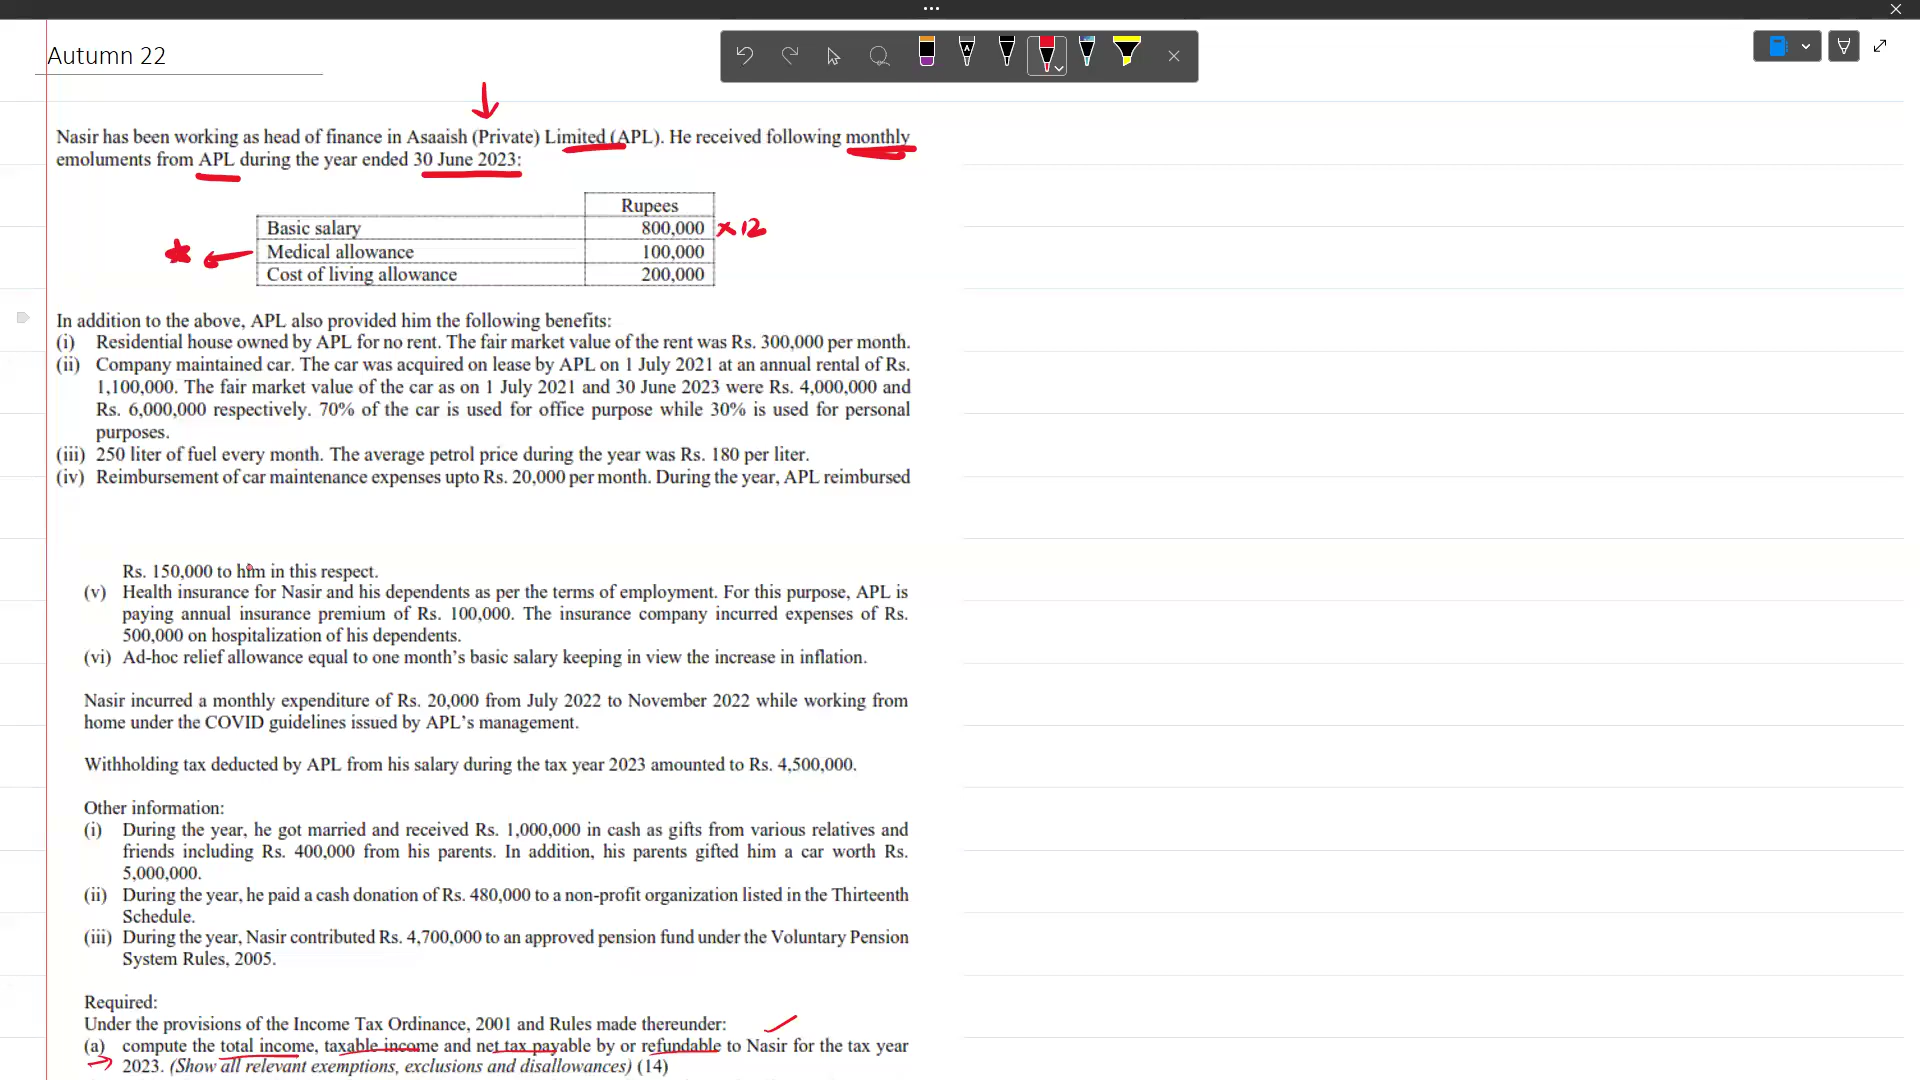 Autumn 22
Nasir has been working as head of finance in Asaaish (Private) Limited (APL). He received following monthly
emoluments from APL during the year ended 30 June 2023:
Rupees
Basic salary 800,000 ×12
Medical allowance 100,000
Cost of living allowance 200,000
In addition to the above, APL also provided him the following benefits:
(i) Residential house owned by APL for no rent. The fair market value of the rent was Rs. 300,000 per month.
(ii) Company maintained car. The car was acquired on lease by APL on 1 July 2021 at an annual rental of Rs.
1,100,000. The fair market value of the car as on 1 July 2021 and 30 June 2023 were Rs. 4,000,000 and
Rs. 6,000,000 respectively. 70% of the car is used for office purpose while 30% is used for personal
purposes.
(iii) 250 liter of fuel every month. The average petrol price during the year was Rs. 180 per liter.
(iv) Reimbursement of car maintenance expenses upto Rs. 20,000 per month. During the year, APL reimbursed
Rs. 150,000 to him in this respect.
(v) Health insurance for Nasir and his dependents as per the terms of employment. For this purpose, APL is
paying annual insurance premium of Rs. 100,000. The insurance company incurred expenses of Rs.
500,000 on hospitalization of his dependents.
(vi) Ad-hoc relief allowance equal to one month's basic salary keeping in view the increase in inflation.
Nasir incurred a monthly expenditure of Rs. 20,000 from July 2022 to November 2022 while working from
home under the COVID guidelines issued by APL's management.
Withholding tax deducted by APL from his salary during the tax year 2023 amounted to Rs. 4,500,000.
Other information:
(i) During the year, he got married and received Rs. 1,000,000 in cash as gifts from various relatives and
friends including Rs. 400,000 from his parents. In addition, his parents gifted him a car worth Rs.
5,000,000.
(ii) During the year, he paid a cash donation of Rs. 480,000 to a non-profit organization listed in the Thirteenth
Schedule.
(iii) During the year, Nasir contributed Rs. 4,700,000 to an approved pension fund under the Voluntary Pension
System Rules, 2005.
Required:
Under the provisions of the Income Tax Ordinance, 2001 and Rules made thereunder:
(a) compute the total income, taxable income and net tax payable by or refundable to Nasir for the tax year
2023. (Show all relevant exemptions, exclusions and disallowances) (14)